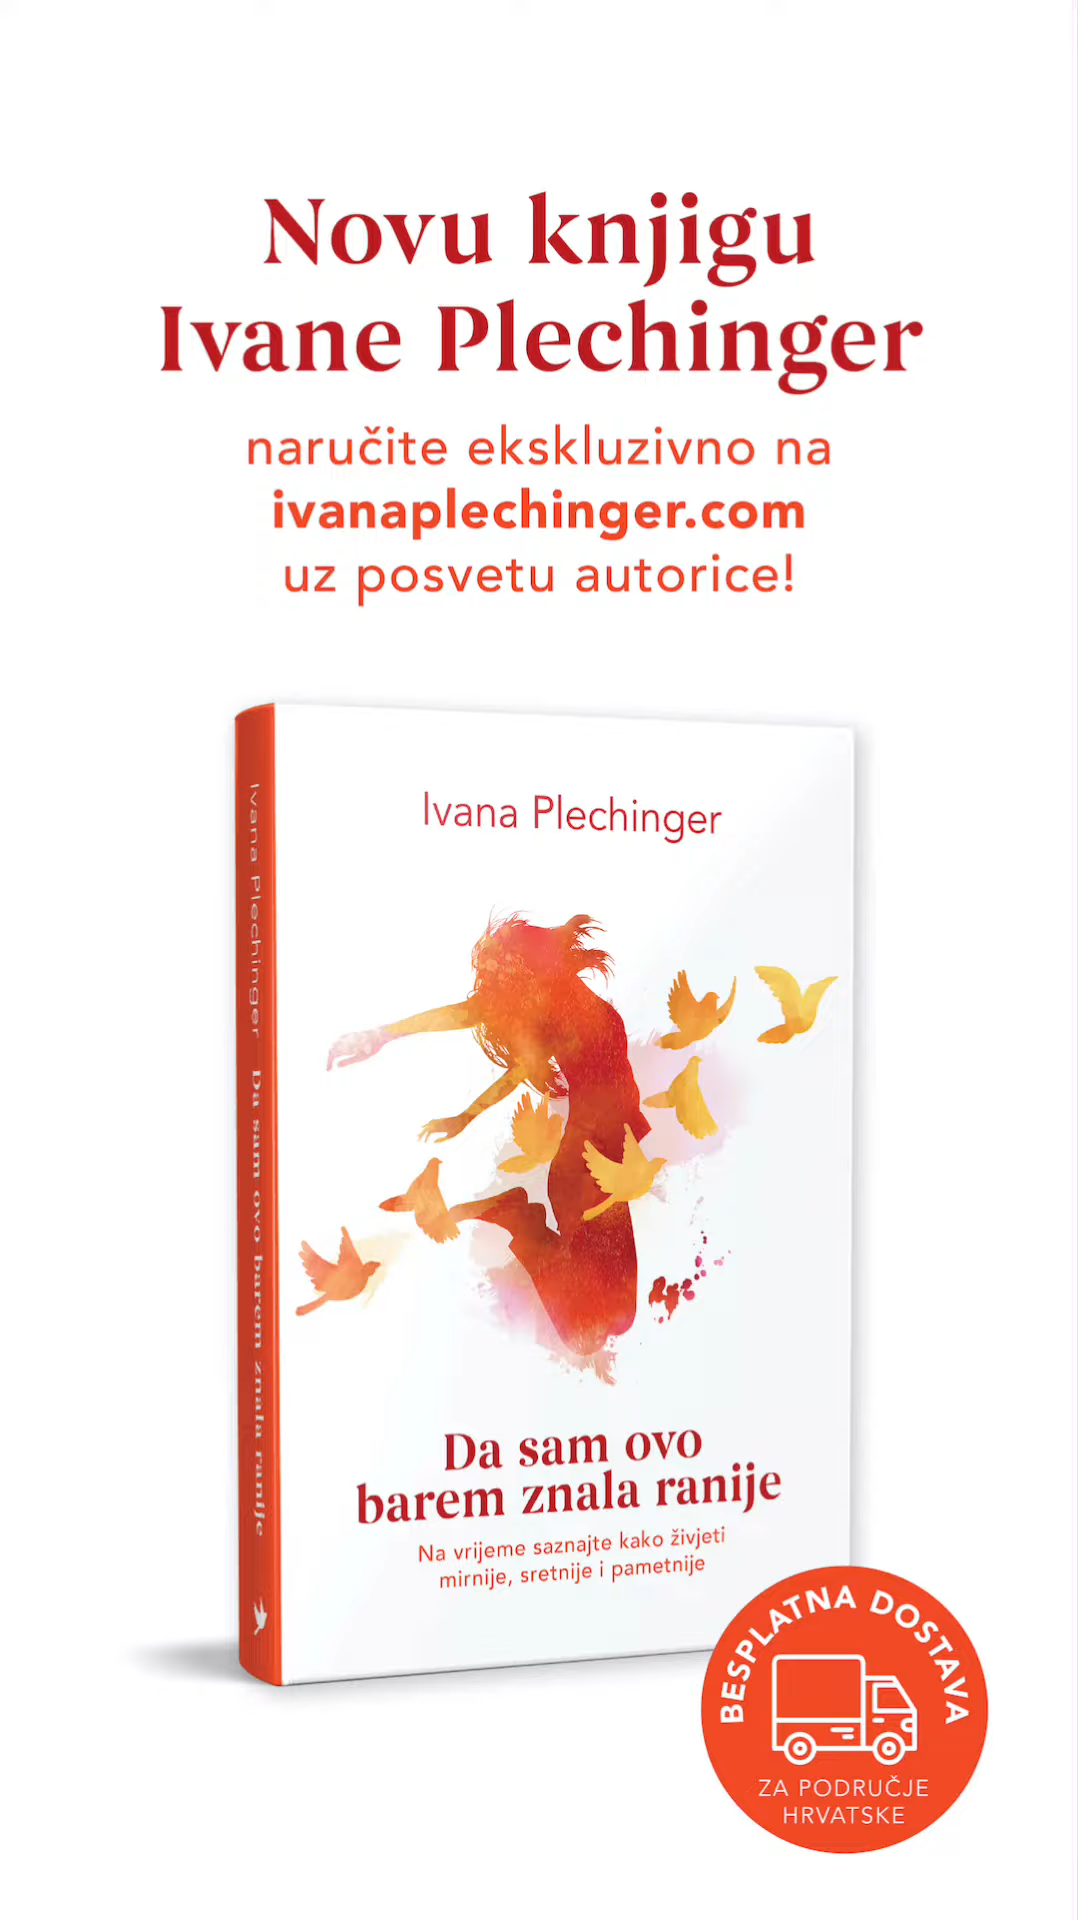 Novu knjigu
Ivane Plechinger
naručite ekskluzivno na
ivanaplechinger.com
uz posvetu autorice!
Ivana Plechinger
Ivana Plechinger Da sam ovo barem znala ranije
Da sam ovo
barem znala ranije
Na vrijeme saznajte kako živjeti
mirnije, sretnije i pametnije
BESPLATNA DOSTAVA
ZA PODRUČJE
HRVATSKE